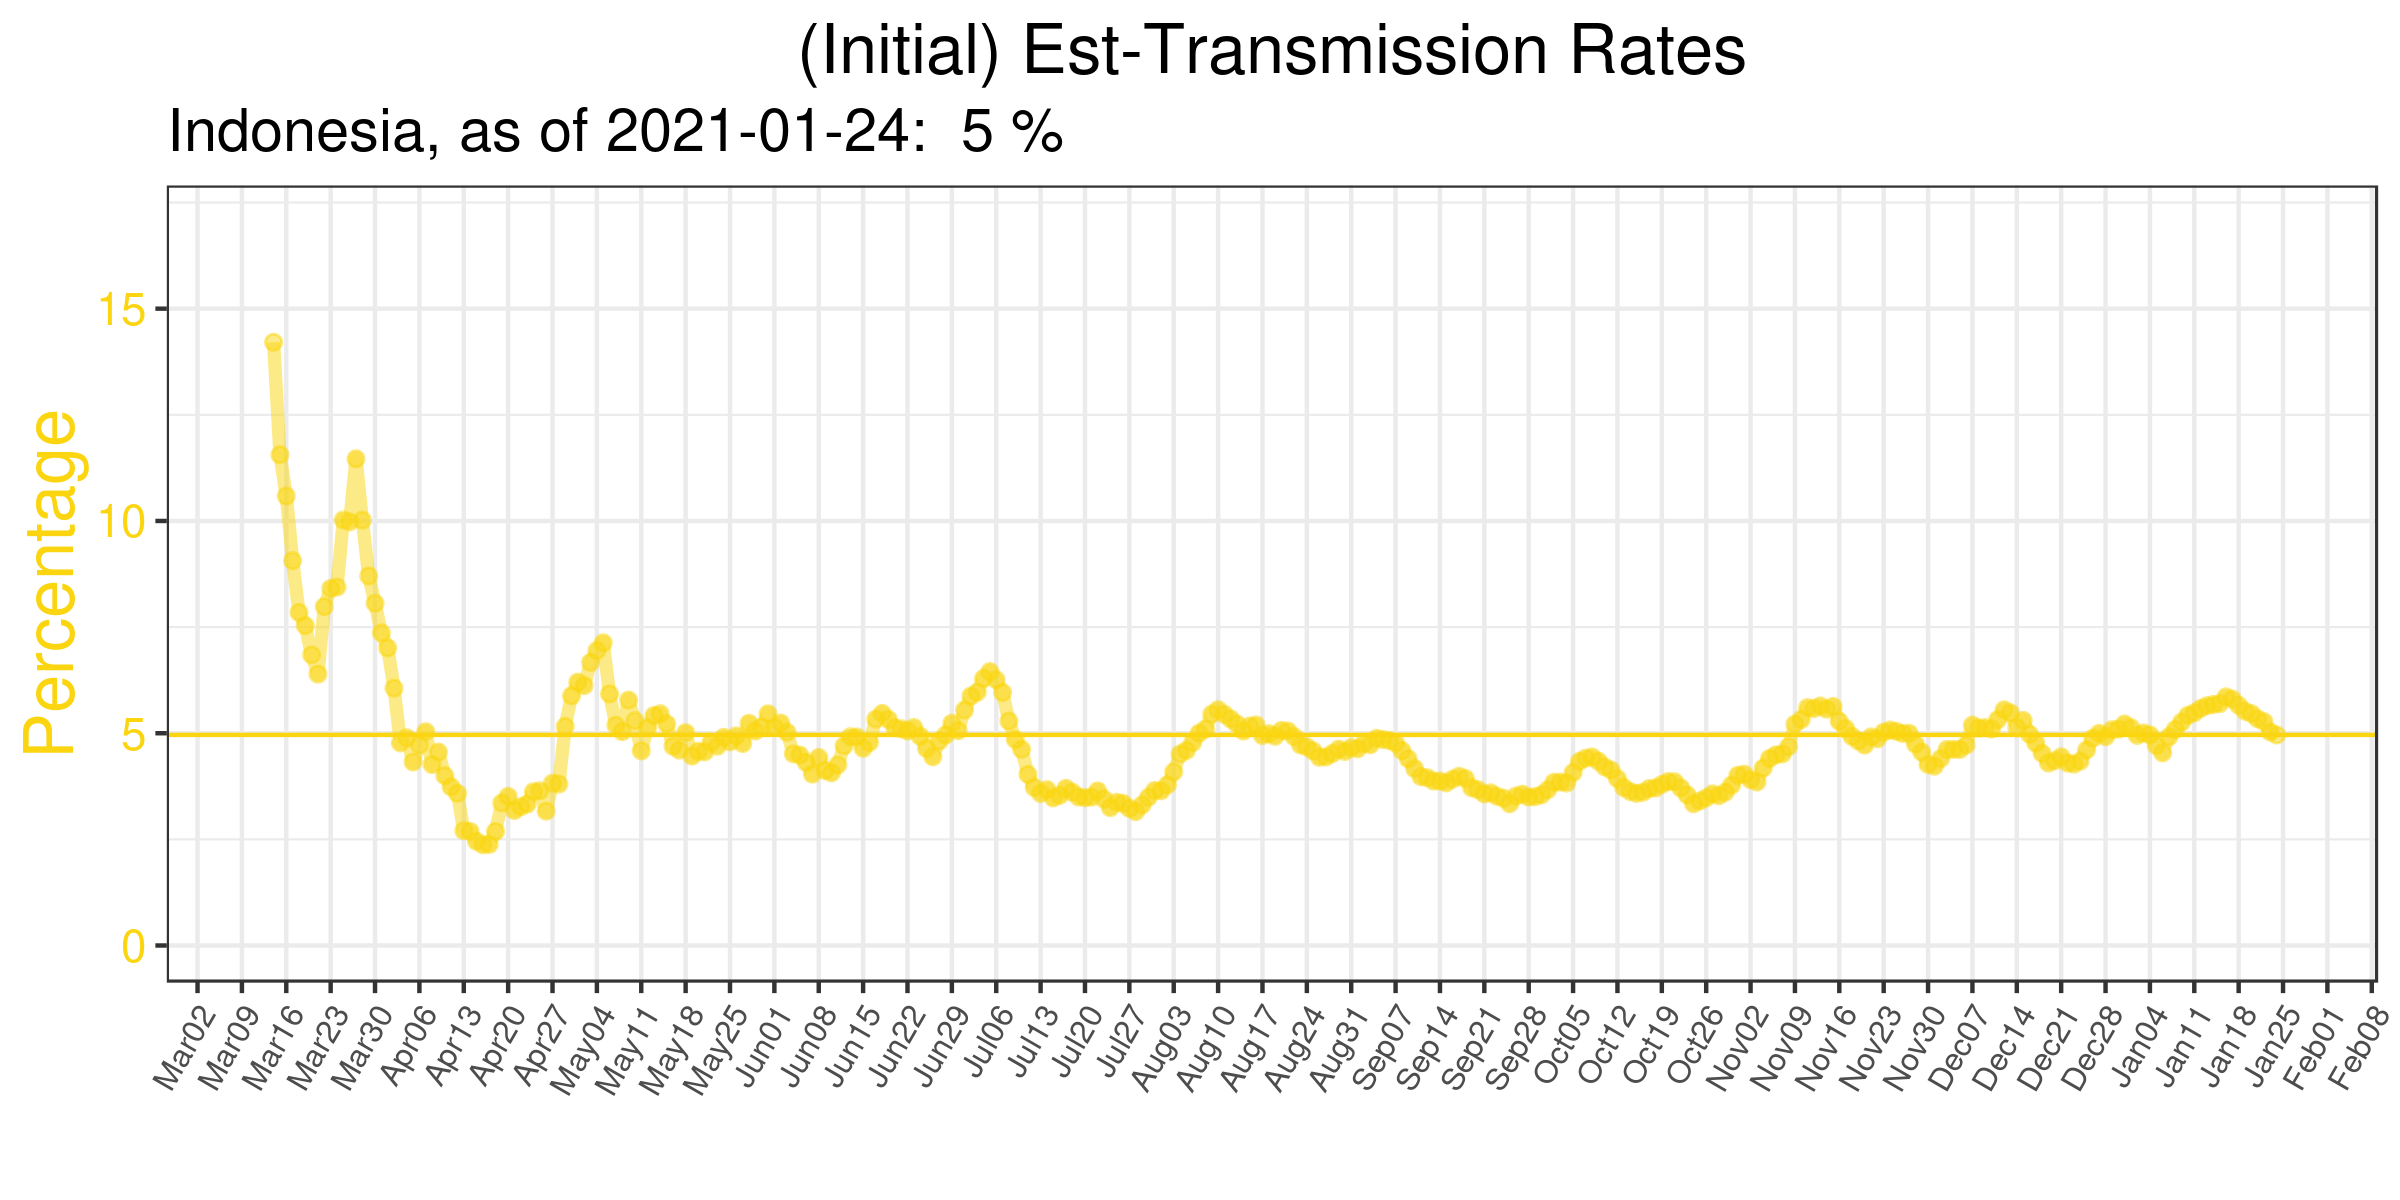 (Initial) Est-Transmission Rates
Indonesia, as of 2021-01-24:  5 %
Percentage
15
10
5
0
Mar02 Mar09 Mar16 Mar23 Mar30 Apr06 Apr13 Apr20 Apr27 May04 May11 May18 May25 Jun01 Jun08 Jun15 Jun22 Jun29 Jul06 Jul13 Jul20 Jul27 Aug03 Aug10 Aug17 Aug24 Aug31 Sep07 Sep14 Sep21 Sep28 Oct05 Oct12 Oct19 Oct26 Nov02 Nov09 Nov16 Nov23 Nov30 Dec07 Dec14 Dec21 Dec28 Jan04 Jan11 Jan18 Jan25 Feb01 Feb08